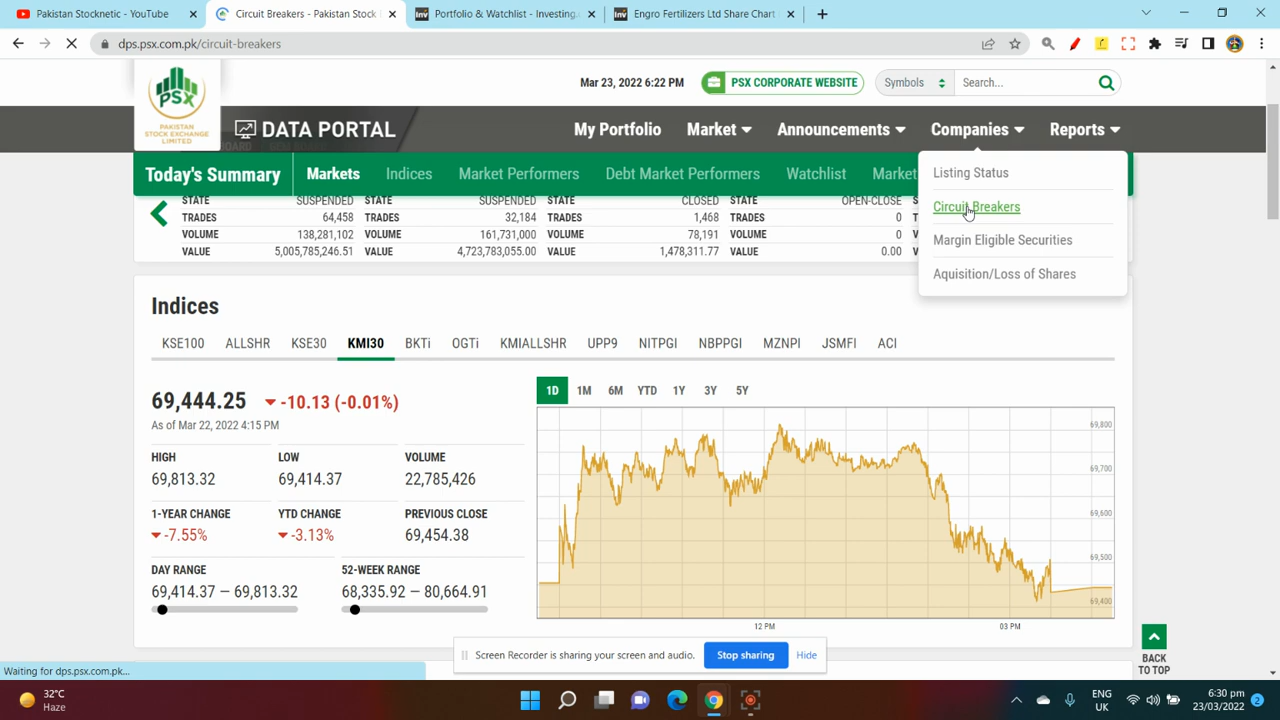 Pakistan Stocknetic - YouTube
Circuit Breakers - Pakistan Stock
Portfolio & Watchlist - Investing.
Engro Fertilizers Ltd Share Chart
dps.psx.com.pk/circuit-breakers
PSX
PAKISTAN
STOCK EXCHANGE
LIMITED
Mar 23, 2022 6:22 PM
PSX CORPORATE WEBSITE
Symbols
Search...
DATA PORTAL
My Portfolio Market Announcements Companies Reports
Today's Summary Markets Indices Market Performers Debt Market Performers Watchlist Market
Listing Status
Circuit Breakers
Margin Eligible Securities
Aquisition/Loss of Shares
STATE SUSPENDED STATE SUSPENDED STATE CLOSED STATE OPEN-CLOSE
TRADES 64,458 TRADES 32,184 TRADES 1,468 TRADES 0
VOLUME 138,281,102 VOLUME 161,731,000 VOLUME 78,191 VOLUME 0
VALUE 5,005,785,246.51 VALUE 4,723,783,055.00 VALUE 1,478,311.77 VALUE 0.00
Indices
KSE100 ALLSHR KSE30 KMI30 BKTi OGTi KMIALLSHR UPP9 NITPGI NBPPGI MZNPI JSMFI ACI
69,444.25 -10.13 (-0.01%)
As of Mar 22, 2022 4:15 PM
HIGH LOW VOLUME
69,813.32 69,414.37 22,785,426
1-YEAR CHANGE YTD CHANGE PREVIOUS CLOSE
-7.55% -3.13% 69,454.38
DAY RANGE 52-WEEK RANGE
69,414.37 — 69,813.32 68,335.92 — 80,664.91
1D 1M 6M YTD 1Y 3Y 5Y
69,800
69,700
69,600
69,500
69,400
12 PM 03 PM
BACK
TO TOP
Screen Recorder is sharing your screen and audio. Stop sharing Hide
Waiting for dps.psx.com.pk...
32°C
Haze
ENG
UK
6:30 pm
23/03/2022
2